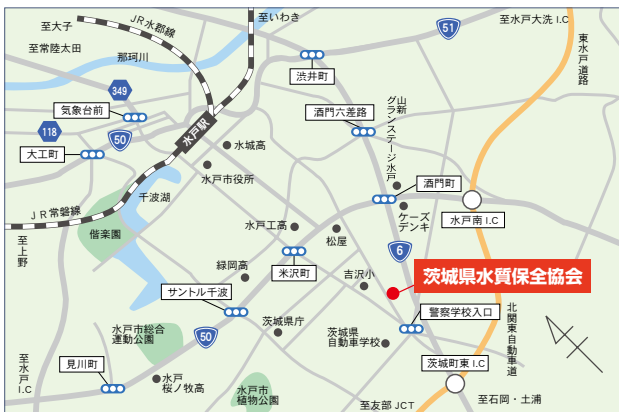 至大子
JR水郡線
至いわき
51
至水戸大洗 I.C
至常陸太田
那珂川
渋井町
東水戸道路
349
気象台前
118
50
水戸駅
酒門六差路
山新
グランステージ水戸
大工町
水城高
水戸市役所
酒門町
千波湖
水戸南 I.C
JR常磐線
偕楽園
水戸工高
松屋
ケーズ
デンキ
至上野
米沢町
6
緑岡高
吉沢小
茨城県水質保全協会
サントル千波
茨城県庁
警察学校入口
水戸市総合
運動公園
50
茨城県
自動車学校
北関東自動車道
見川町
至水戸I.C
水戸
桜ノ牧高
水戸市
植物公園
茨城町東 I.C
至友部 JCT
至石岡・土浦